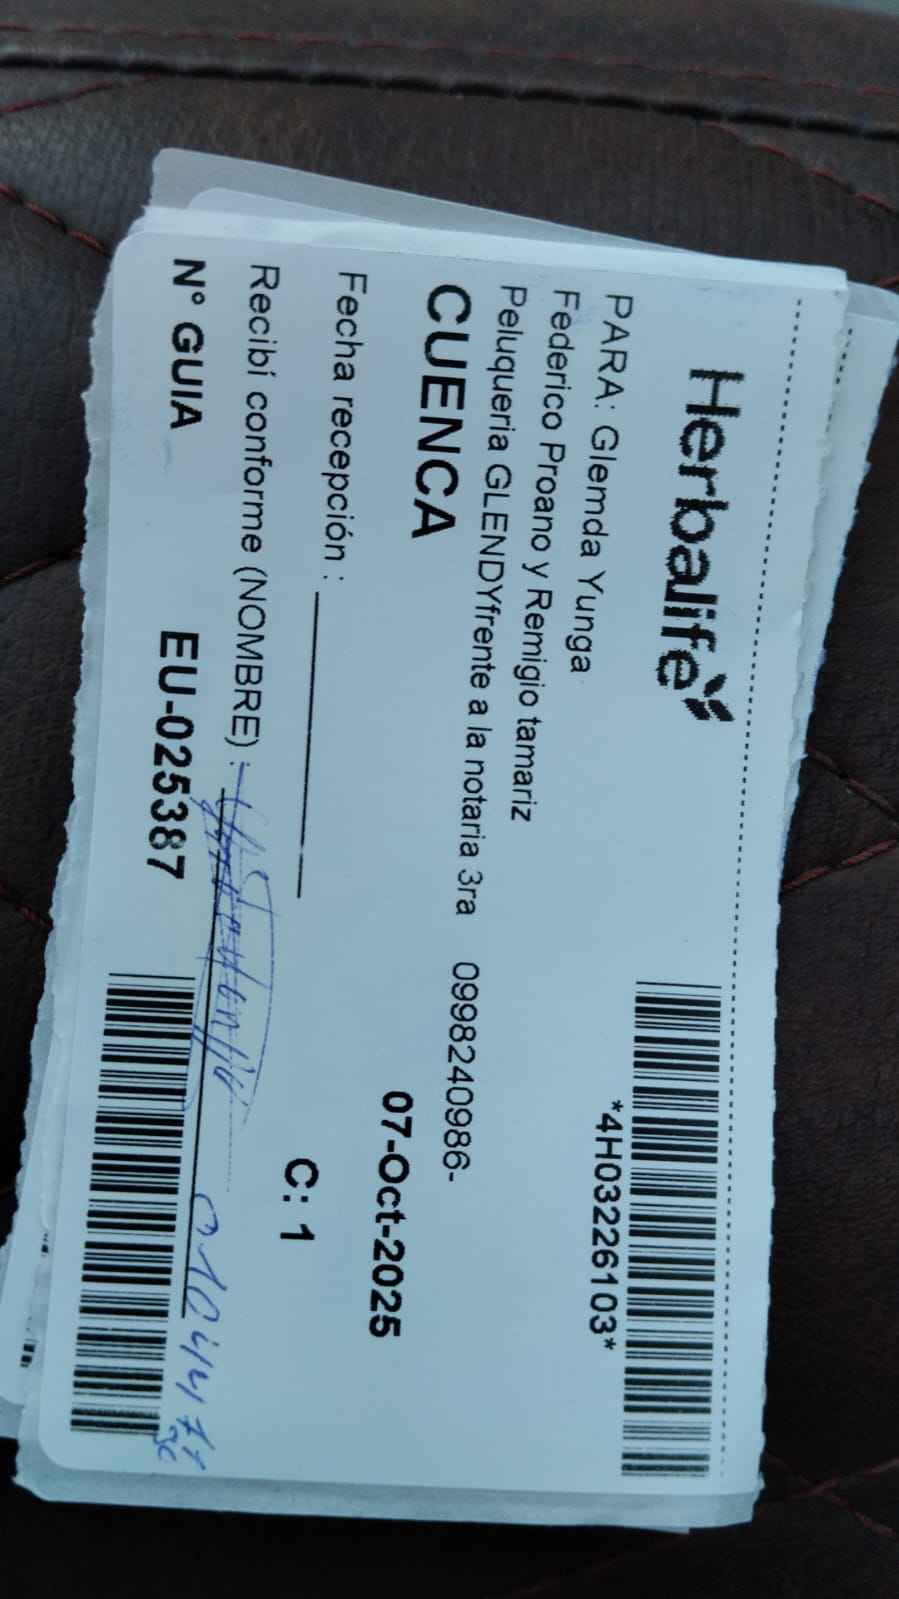 Herbalife
*4H03226103*
PARA: Glemda Yunga
Federico Proano y Remigio tamariz
Peluqueria GLENDYfrente a la notaria 3ra 0998240986-
CUENCA 07-Oct-2025
Fecha recepción :
C: 1
Recibí conforme (NOMBRE) :
N° GUIA EU-025387